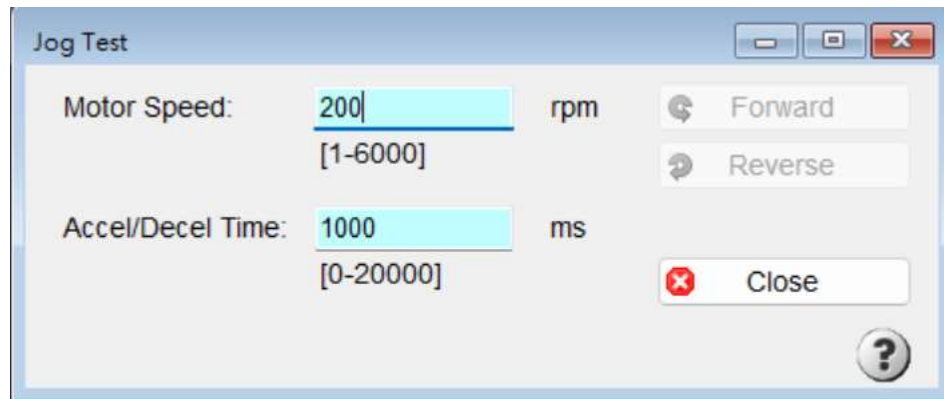 Jog Test
Motor Speed: 200 rpm Forward
[1-6000] Reverse
Accel/Decel Time: 1000 ms
[0-20000] Close
?